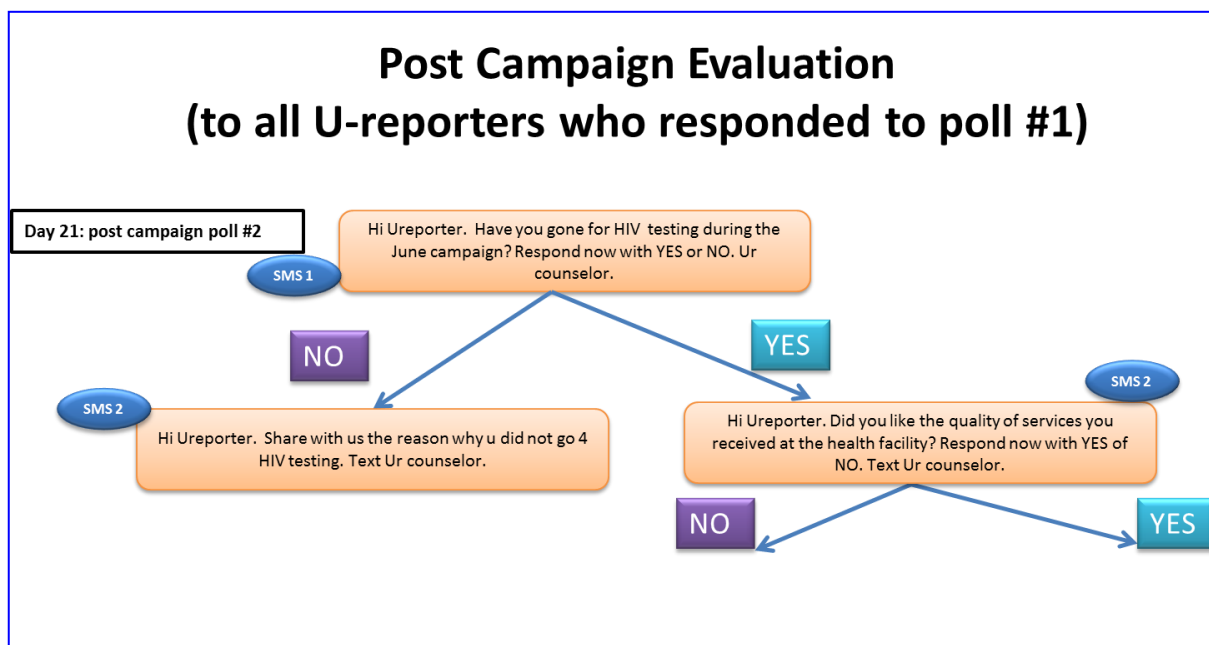 Post Campaign Evaluation
(to all U-reporters who responded to poll #1)
Day 21: post campaign poll #2
Hi Ureporter.  Have you gone for HIV  testing during the
June campaign? Respond now with YES or NO. Ur
counselor.
SMS 1
NO
YES
SMS 2
Hi Ureporter.  Share with us the reason why u did not go 4
HIV testing. Text Ur counselor.
SMS 2
Hi Ureporter. Did you like the quality of services you
received at the health facility? Respond now with YES of
NO. Text Ur counselor.
NO
YES